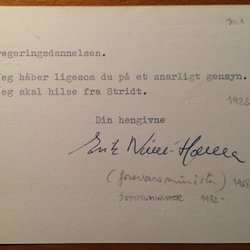 30.1
regeringsdannelsen.
Jeg håber ligesom du på et snarligt gensyn.
Jeg skal hilse fra Stridt.
Din hengivne
Erik Ninn-Hansen
(forsvarsminister) 1968
JUSTITSMINISTER 1982-